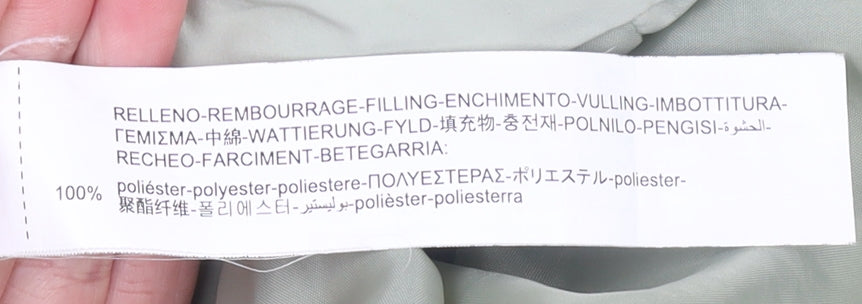 RELLENO-REMBOURRAGE-FILLING-ENCHIMENTO-VULLING-IMBOTTITURA-
ΓΕΜΙΣΜΑ-中綿-WATTIERUNG-FYLD-填充物-충전재-POLNILO-PENGISI-الحشوة-
RECHEO-FARCIMENT-BETEGARRIA:
100% poliéster-polyester-poliestere-ΠΟΛΥΕΣΤΕΡΑΣ-ポリエステル-poliester-
聚酯纤维-폴리에스터-بوليستير-polièster-poliesterra